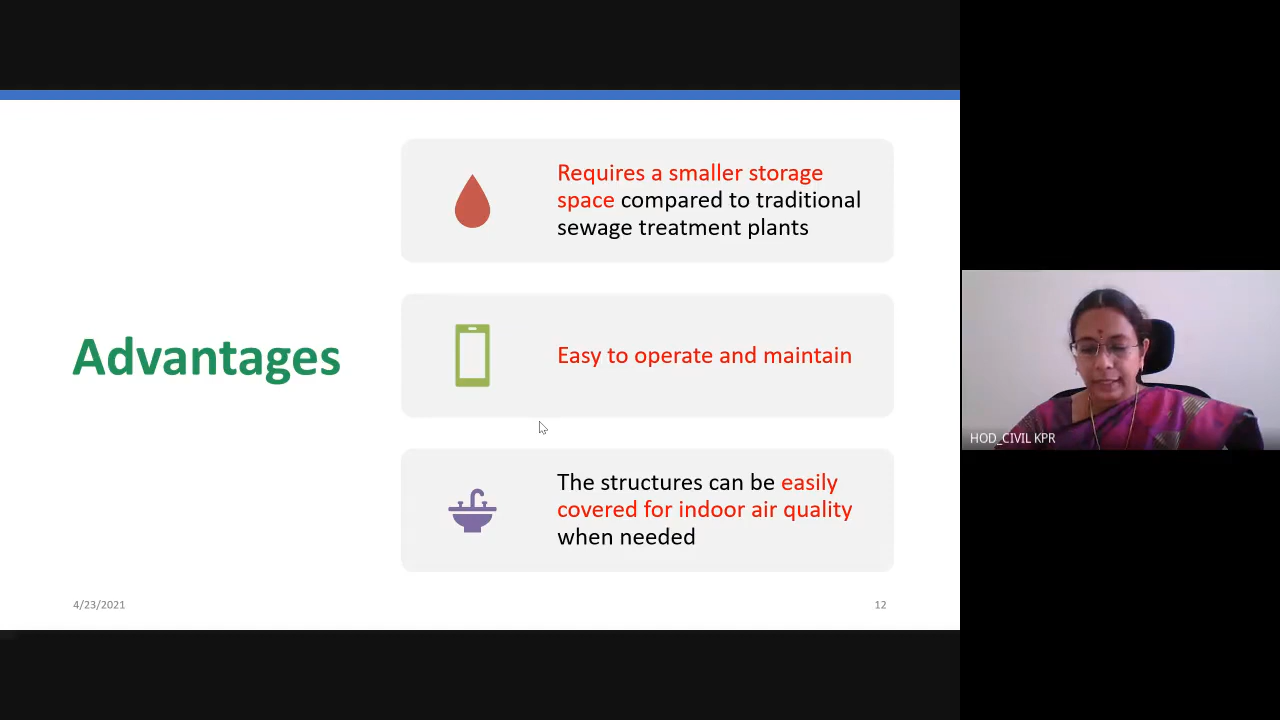 Requires a smaller storage
space compared to traditional
sewage treatment plants
Advantages
Easy to operate and maintain
The structures can be easily
covered for indoor air quality
when needed
4/23/2021
12
HOD_CIVIL KPR